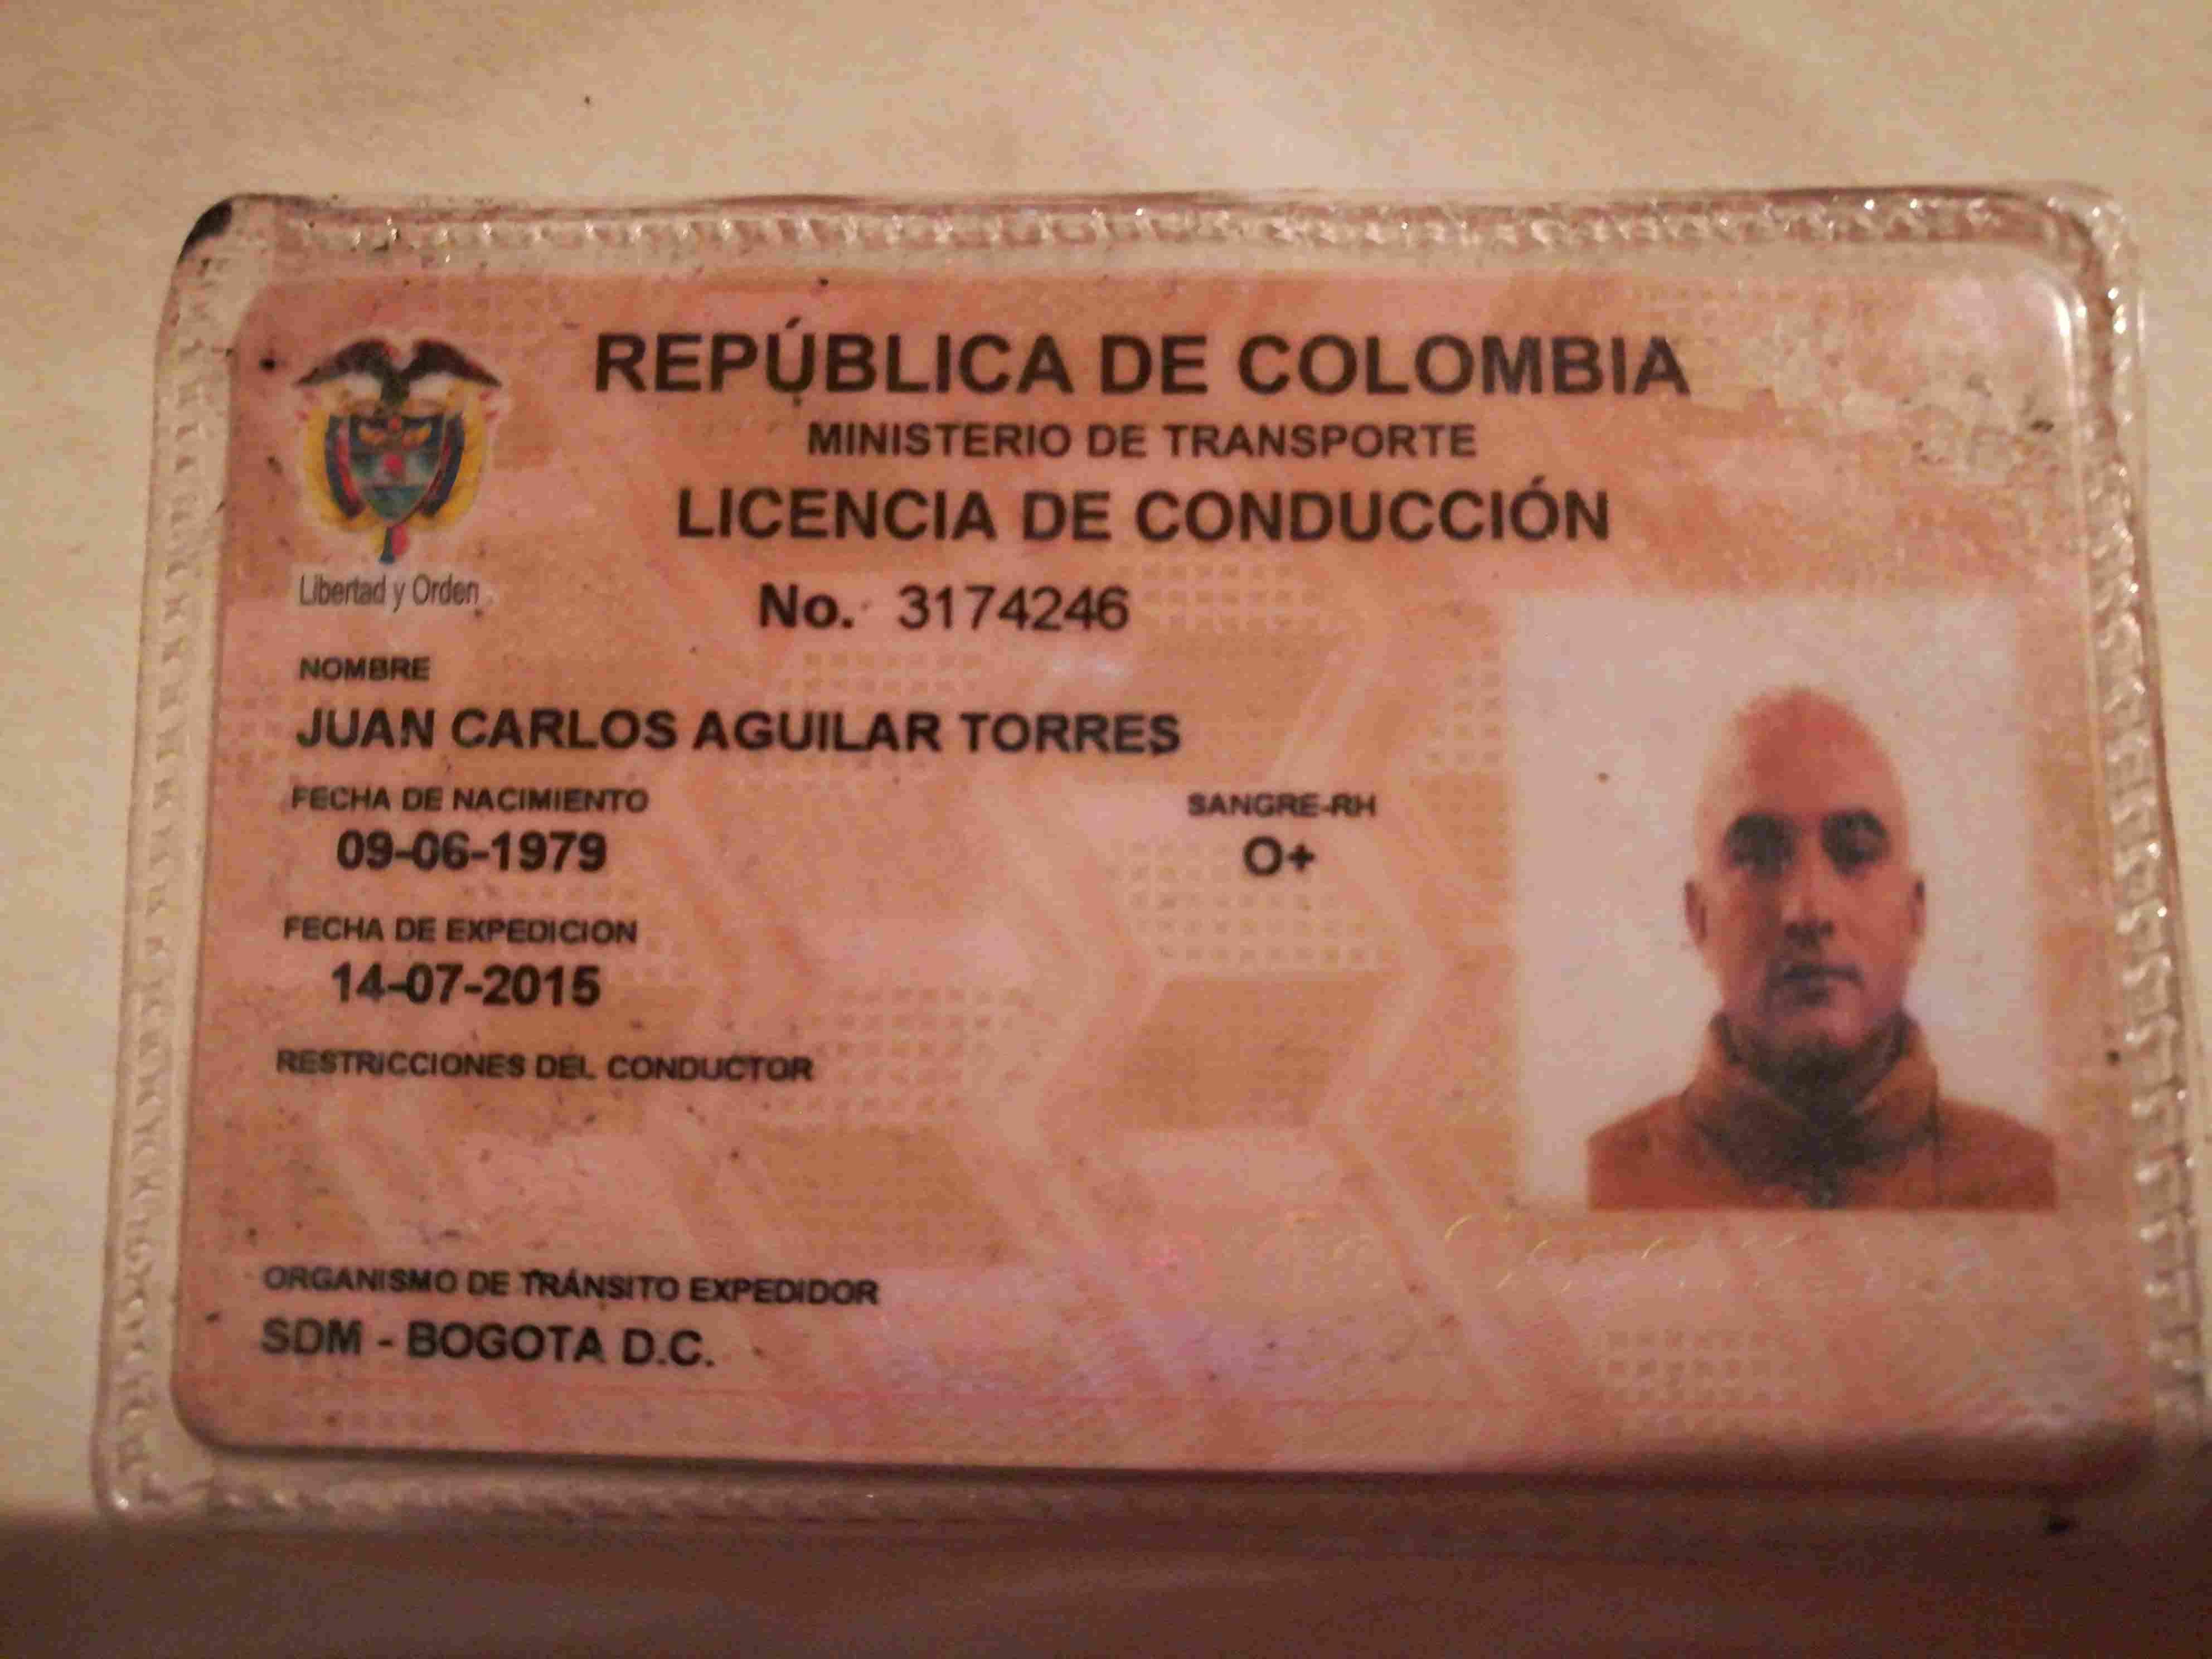 REPÚBLICA DE COLOMBIA
MINISTERIO DE TRANSPORTE
LICENCIA DE CONDUCCIÓN
Libertad y Orden
No. 3174246
NOMBRE
JUAN CARLOS AGUILAR TORRES
FECHA DE NACIMIENTO
SANGRE-RH
09-06-1979
O+
FECHA DE EXPEDICION
14-07-2015
RESTRICCIONES DEL CONDUCTOR
ORGANISMO DE TRÁNSITO EXPEDIDOR
SDM - BOGOTA D.C.